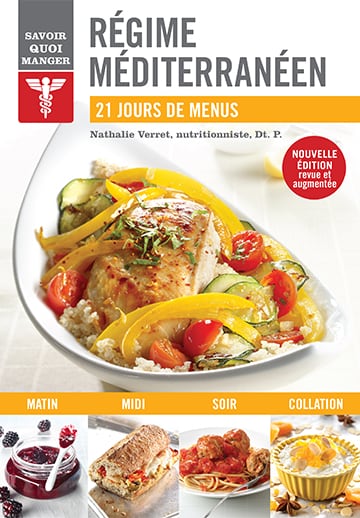 SAVOIR
QUOI
MANGER
RÉGIME
MÉDITERRANÉEN
21 JOURS DE MENUS
Nathalie Verret, nutritionniste, Dt. P.
NOUVELLE
ÉDITION
revue et
augmentée
MATIN
MIDI
SOIR
COLLATION